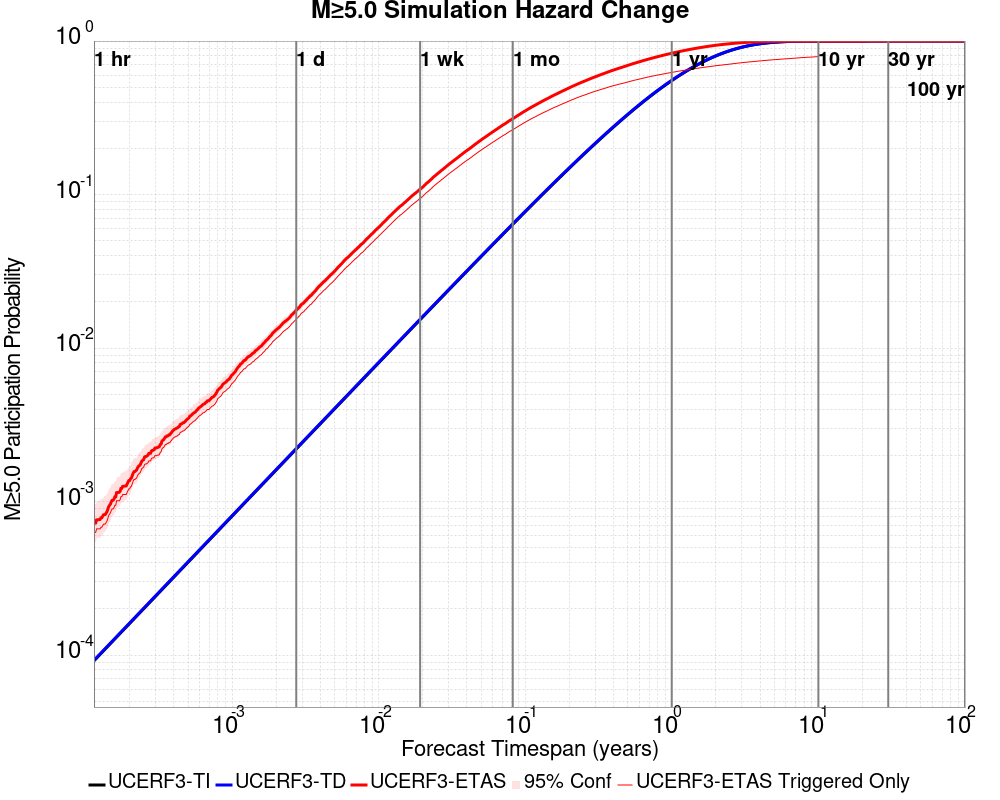 M≥5.0 Simulation Hazard Change
10^0
1 hr
1 d
1 wk
1 mo
1 yr
10 yr
30 yr
100 yr
10^-1
10^-2
10^-3
10^-4
M≥5.0 Participation Probability
10^-3
10^-2
10^-1
10^0
10^1
10^2
Forecast Timespan (years)
UCERF3-TI UCERF3-TD UCERF3-ETAS 95% Conf UCERF3-ETAS Triggered Only